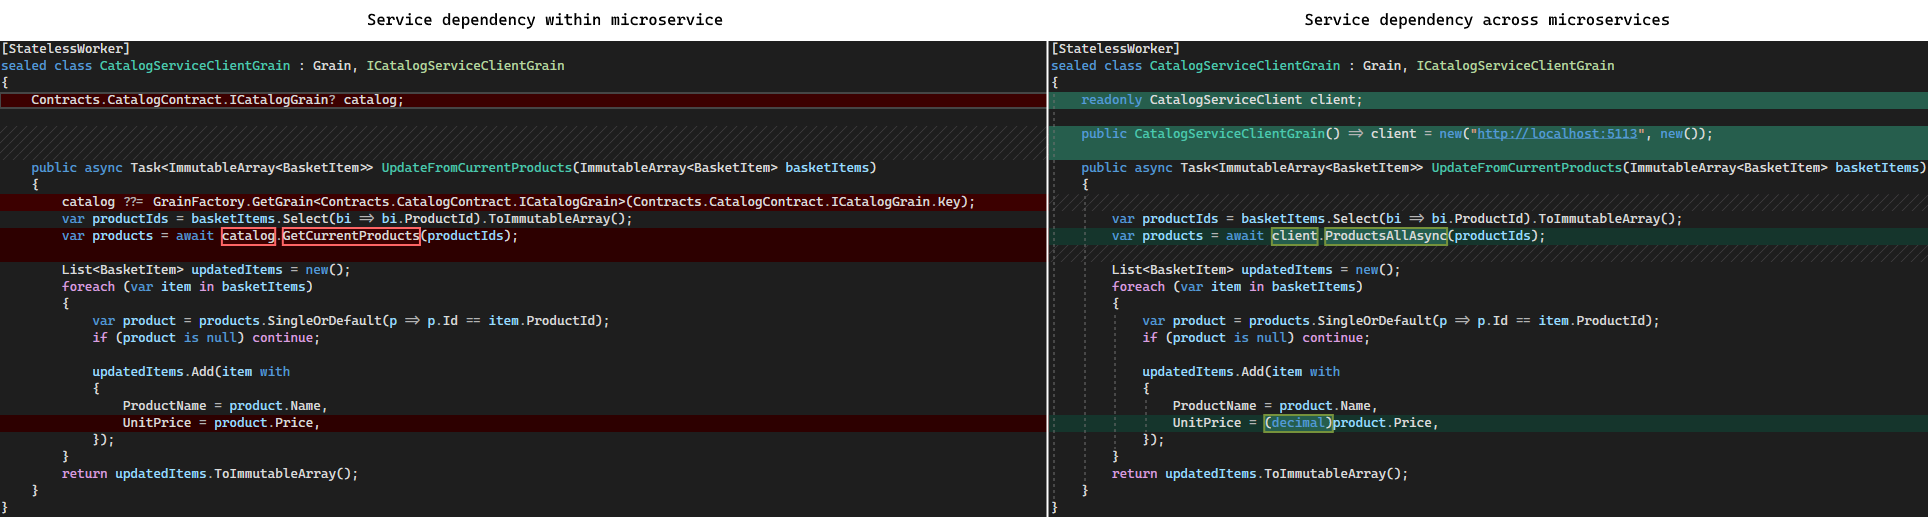 Service dependency within microservice
[StatelessWorker]
sealed class CatalogServiceClientGrain : Grain, ICatalogServiceClientGrain
{
Contracts.CatalogContract.ICatalogGrain? catalog;
public async Task<ImmutableArray<BasketItem>> UpdateFromCurrentProducts(ImmutableArray<BasketItem> basketItems)
{
catalog ??= GrainFactory.GetGrain<Contracts.CatalogContract.ICatalogGrain>(Contracts.CatalogContract.ICatalogGrain.Key);
var productIds = basketItems.Select(bi => bi.ProductId).ToImmutableArray();
var products = await catalog.GetCurrentProducts(productIds);
List<BasketItem> updatedItems = new();
foreach (var item in basketItems)
{
var product = products.SingleOrDefault(p => p.Id == item.ProductId);
if (product is null) continue;
updatedItems.Add(item with
{
ProductName = product.Name,
UnitPrice = product.Price,
});
}
return updatedItems.ToImmutableArray();
}
}
Service dependency across microservices
[StatelessWorker]
sealed class CatalogServiceClientGrain : Grain, ICatalogServiceClientGrain
{
readonly CatalogServiceClient client;
public CatalogServiceClientGrain() => client = new("http://localhost:5113", new());
public async Task<ImmutableArray<BasketItem>> UpdateFromCurrentProducts(ImmutableArray<BasketItem> basketItems)
{
var productIds = basketItems.Select(bi => bi.ProductId).ToImmutableArray();
var products = await client.ProductsAllAsync(productIds);
List<BasketItem> updatedItems = new();
foreach (var item in basketItems)
{
var product = products.SingleOrDefault(p => p.Id == item.ProductId);
if (product is null) continue;
updatedItems.Add(item with
{
ProductName = product.Name,
UnitPrice = (decimal)product.Price,
});
}
return updatedItems.ToImmutableArray();
}
}